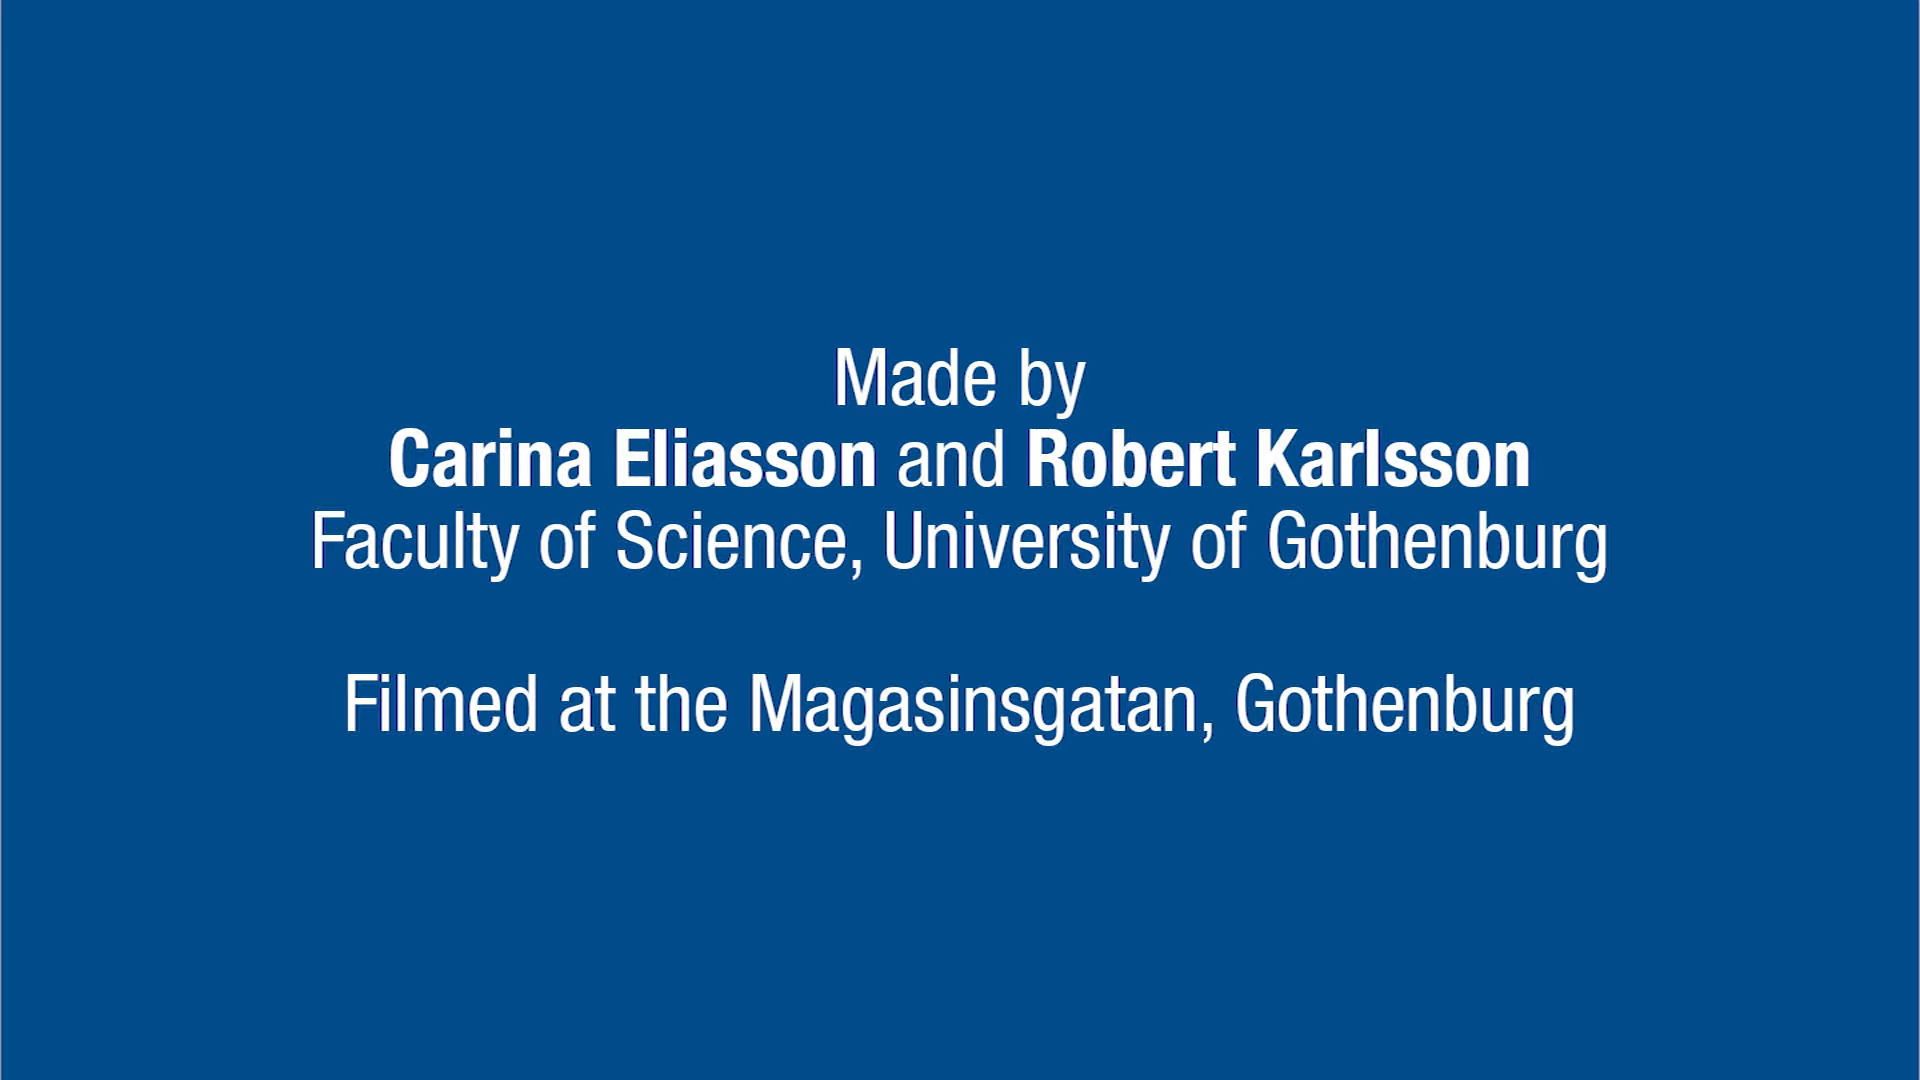 Made by
Carina Eliasson and Robert Karlsson
Faculty of Science, University of Gothenburg
Filmed at the Magasinsgatan, Gothenburg